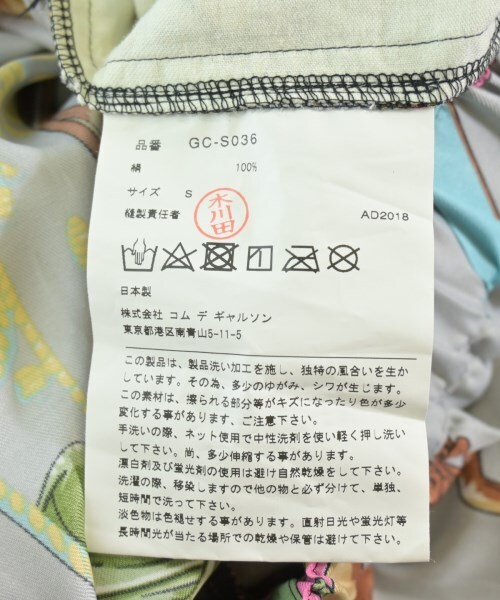 品番 GC-S036
絹 100%
サイズ S
縫製責任者
AD2018
日本製
株式会社 コム デ ギャルソン
東京都港区南青山5-11-5
この製品は、製品洗い加工を施し、独特の風合いを生か
しています。その為、多少のゆがみ、シワが生じます。
この素材は、擦られる部分等がキズになったり色が多少
変化する事があります、ご注意下さい。
手洗いの際、ネット使用で中性洗剤を使い軽く押し洗い
して下さい。尚、多少伸縮する事があります。
漂白剤及び蛍光剤の使用は避け自然乾燥をして下さい。
洗濯の際、移染しますので他の物と必ず分けて、単独、
短時間で洗って下さい。
淡色物は色褪せする事があります。直射日光や蛍光灯等
長時間光が当たる場所での乾燥や保管は避けて下さい。